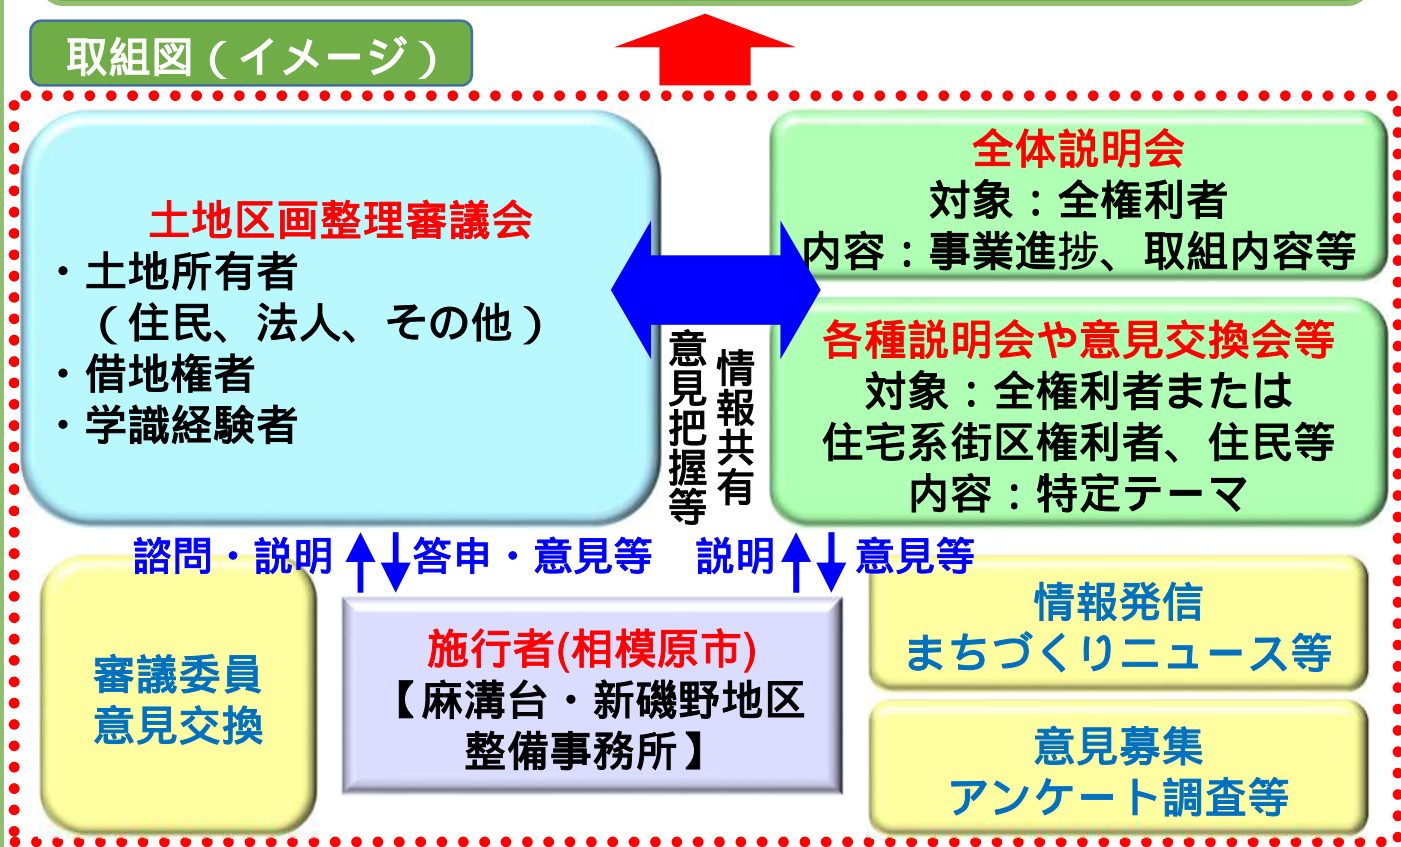 取組図（イメージ）
土地区画整理審議会
・土地所有者
（住民、法人、その他）
・借地権者
・学識経験者
全体説明会
対象：全権利者
内容：事業進捗、取組内容等
情報共有
意見把握等
各種説明会や意見交換会等
対象：全権利者または
住宅系街区権利者、住民等
内容：特定テーマ
諮問・説明
答申・意見等
説明
意見等
審議委員
意見交換
施行者(相模原市)
【麻溝台・新磯野地区
整備事務所】
情報発信
まちづくりニュース等
意見募集
アンケート調査等